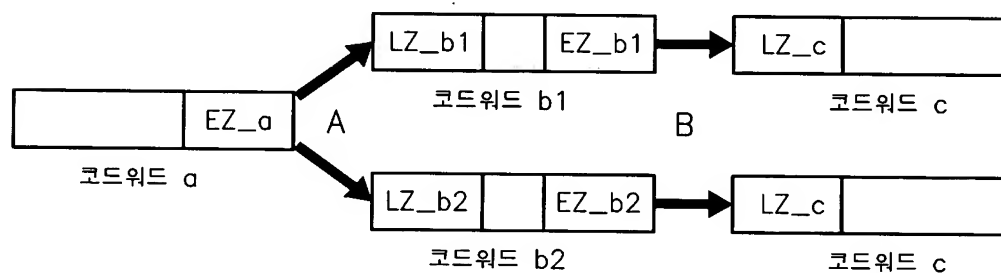 LZ_b1 EZ_b1 LZ_c
코드워드 b1 코드워드 c
EZ_a A B
코드워드 a
LZ_b2 EZ_b2 LZ_c
코드워드 b2 코드워드 c